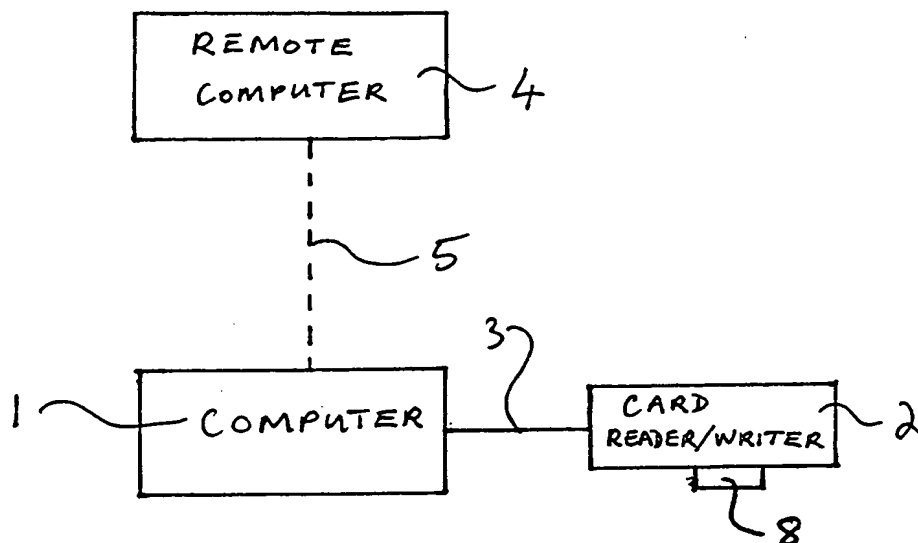 REMOTE
COMPUTER
4
5
3
1
COMPUTER
CARD
READER/WRITER
2
8